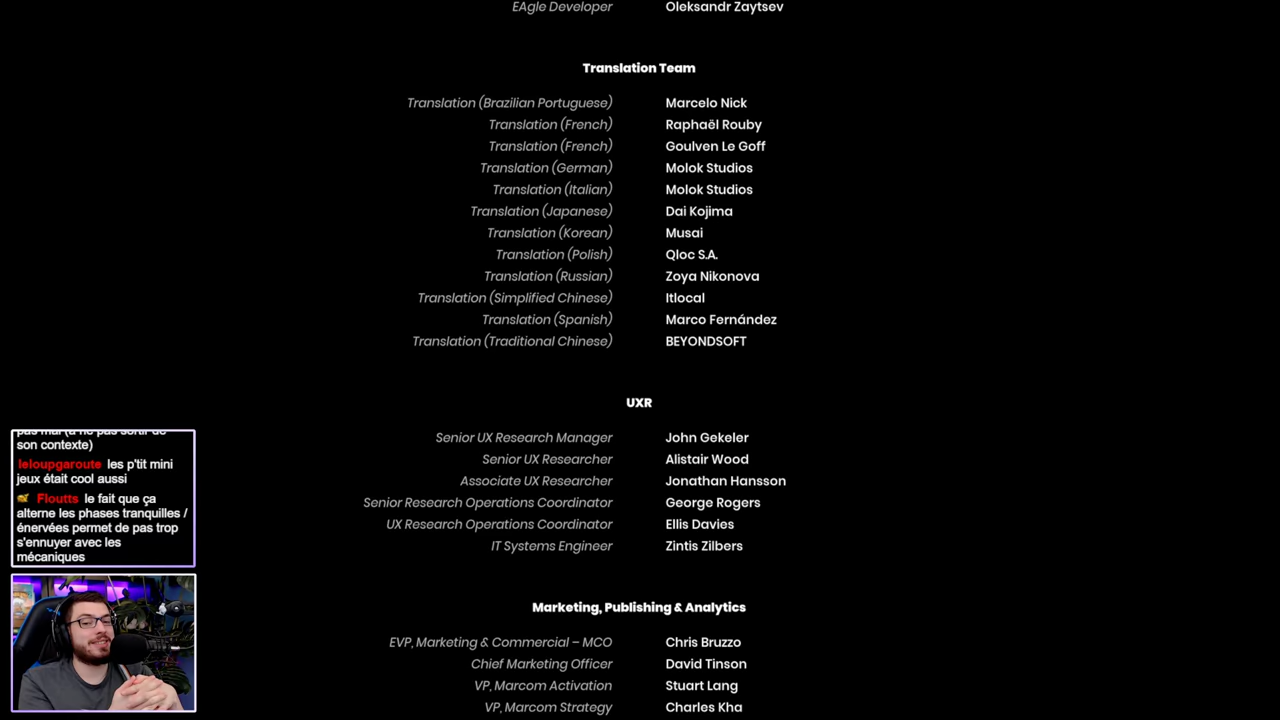 EAgle Developer Oleksandr Zaytsev
Translation Team
Translation (Brazilian Portuguese) Marcelo Nick
Translation (French) Raphaël Rouby
Translation (French) Goulven Le Goff
Translation (German) Molok Studios
Translation (Italian) Molok Studios
Translation (Japanese) Dai Kojima
Translation (Korean) Musai
Translation (Polish) Qloc S.A.
Translation (Russian) Zoya Nikonova
Translation (Simplified Chinese) Itlocal
Translation (Spanish) Marco Fernández
Translation (Traditional Chinese) BEYONDSOFT
UXR
Senior UX Research Manager John Gekeler
Senior UX Researcher Alistair Wood
Associate UX Researcher Jonathan Hansson
Senior Research Operations Coordinator George Rogers
UX Research Operations Coordinator Ellis Davies
IT Systems Engineer Zintis Zilbers
Marketing, Publishing & Analytics
EVP, Marketing & Commercial – MCO Chris Bruzzo
Chief Marketing Officer David Tinson
VP, Marcom Activation Stuart Lang
VP, Marcom Strategy Charles Kha
pas mal (à ne pas sortir de
son contexte)
leloupgaroute les p'tit mini
jeux était cool aussi
Floutts le fait que ça
alterne les phases tranquilles /
énervées permet de pas trop
s'ennuyer avec les
mécaniques